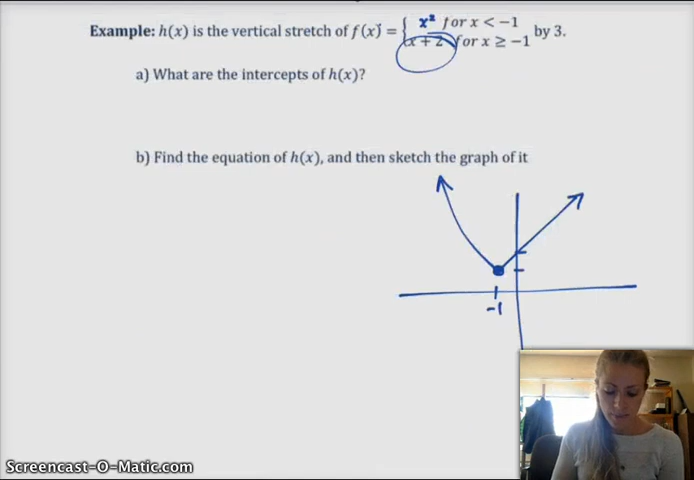 Example: h(x) is the vertical stretch of f(x) = { x² for x < −1
x + 2 for x ≥ −1 by 3.
a) What are the intercepts of h(x)?
b) Find the equation of h(x), and then sketch the graph of it
−1
Screencast-O-Matic.com